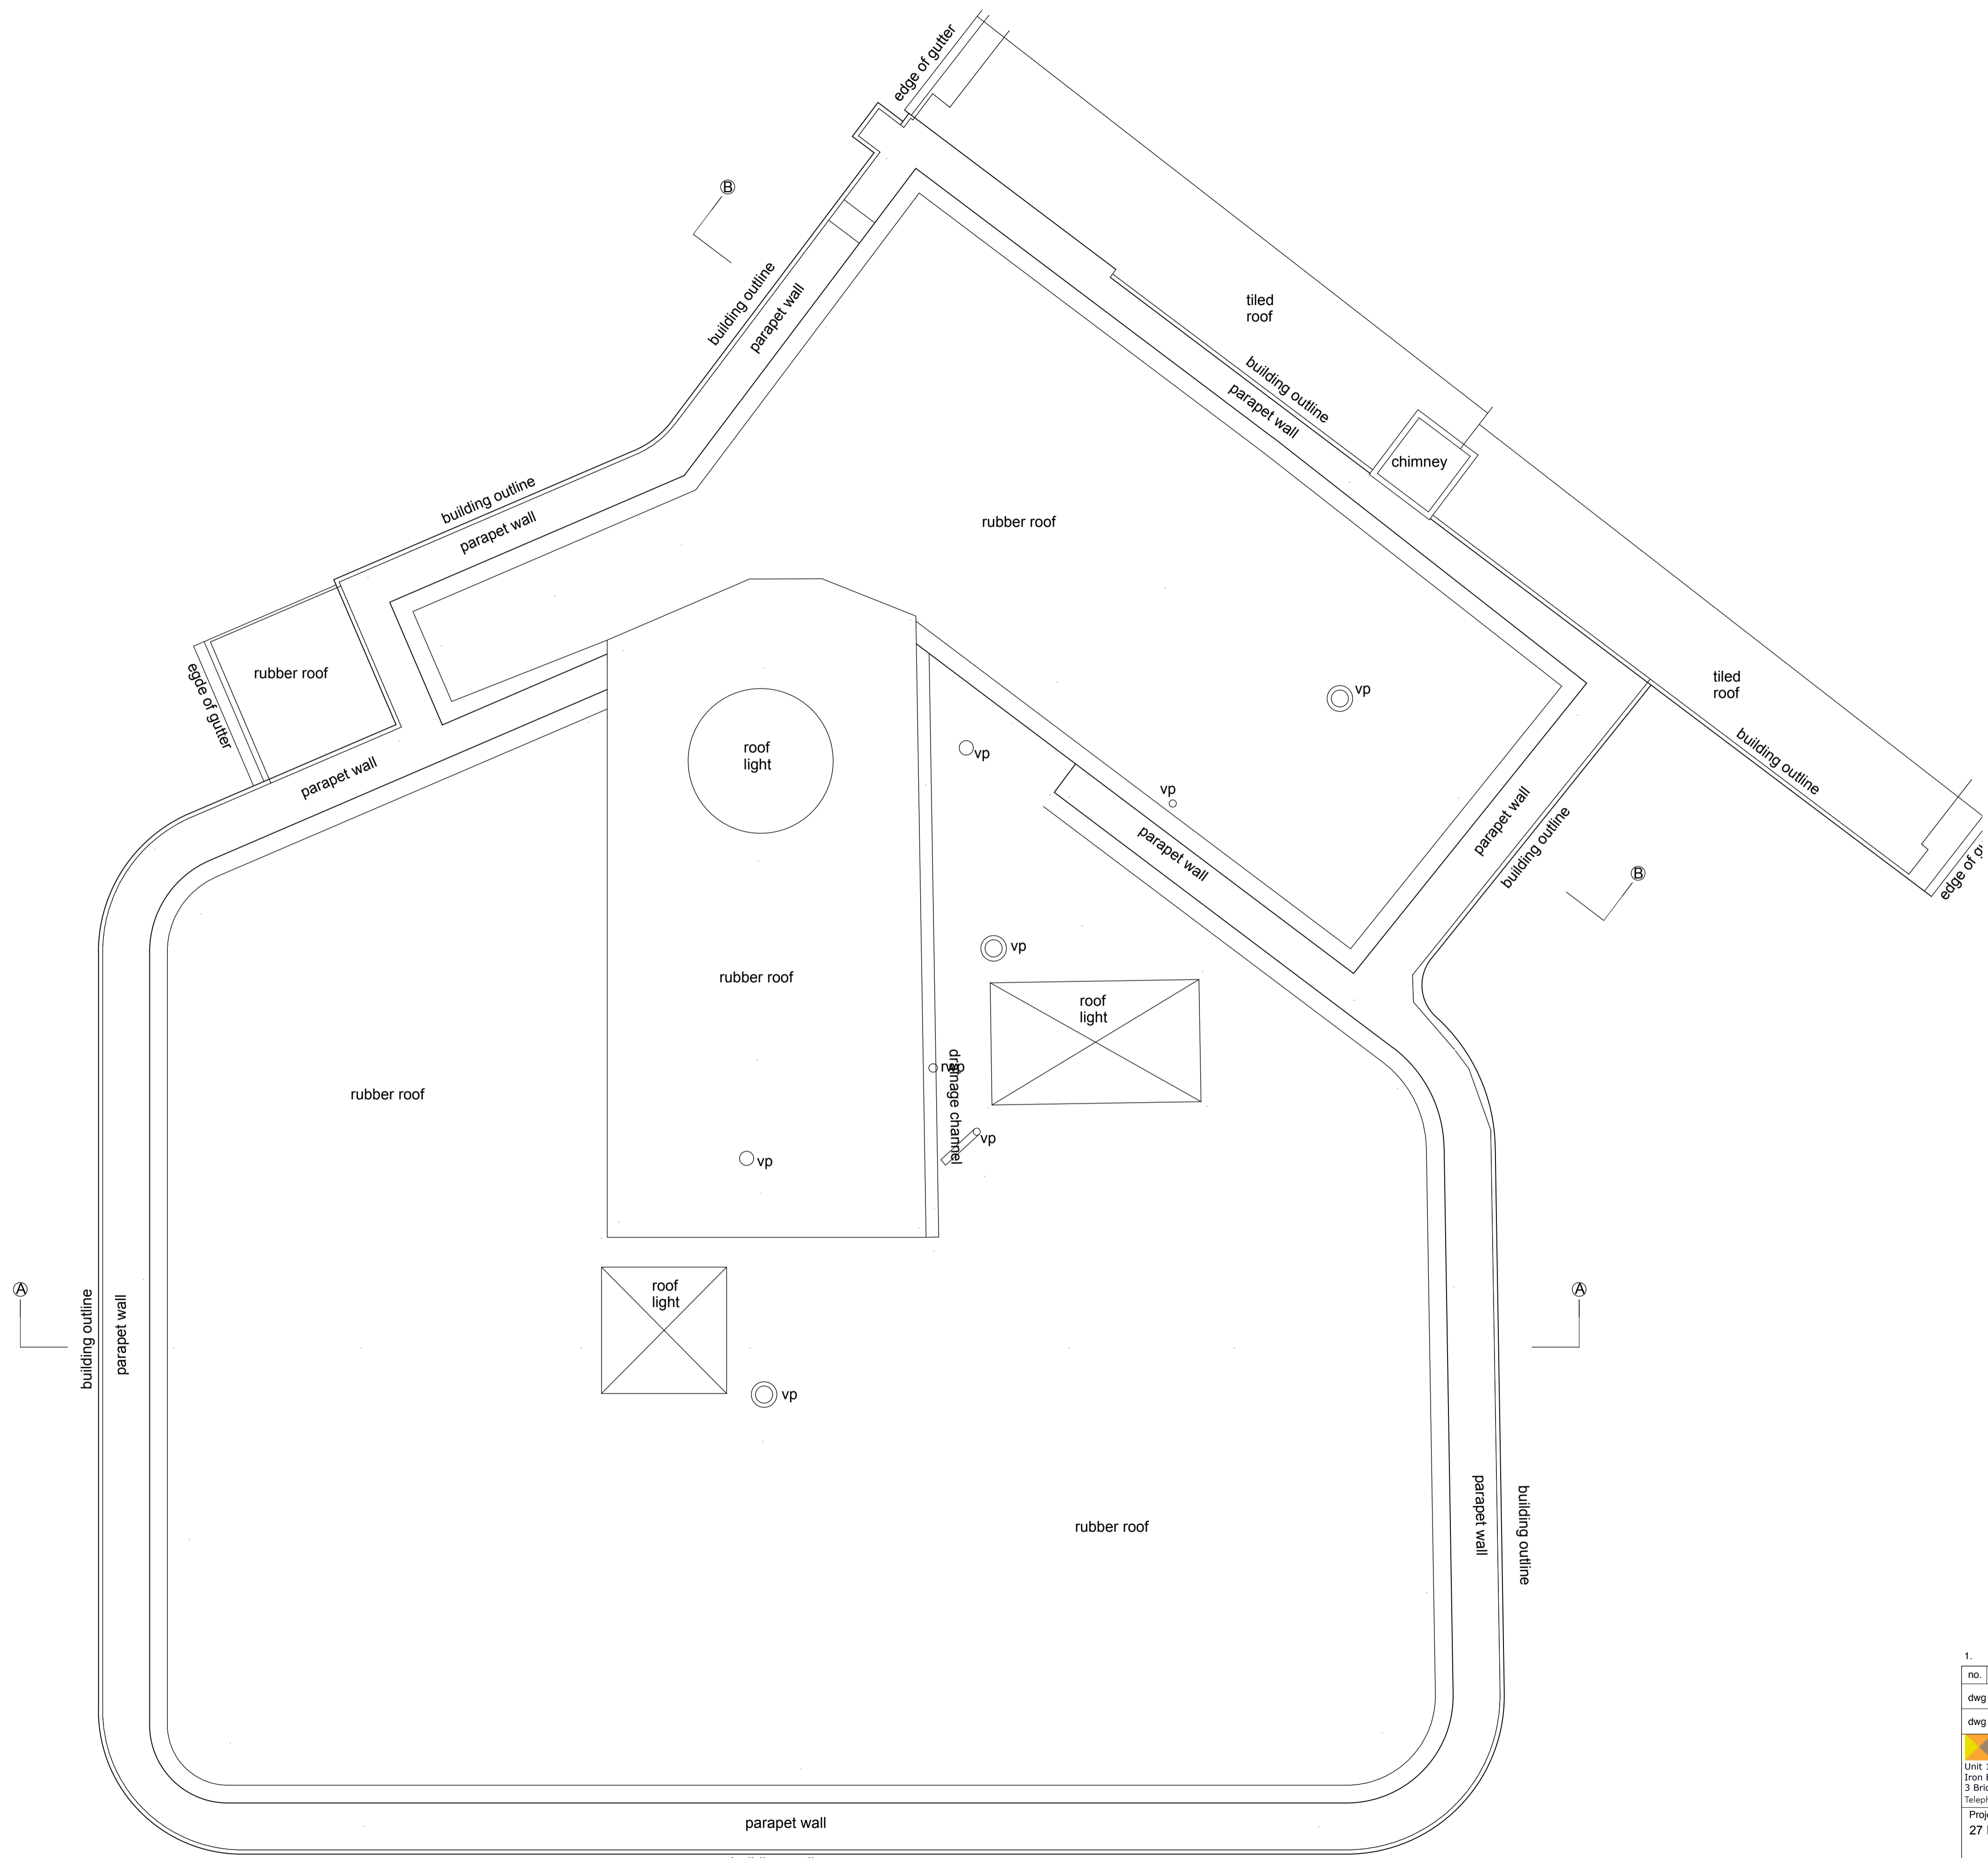 edge of gutter
B
building outline
parapet wall
tiled
roof
building outline
parapet wall
chimney
building outline
parapet wall
rubber roof
rubber roof
egde of gutter
vp
tiled
roof
building outline
roof
light
vp
vp
parapet wall
parapet wall
parapet wall
building outline
B
edge of
vp
rubber roof
roof
light
rubber roof
rwp
drainage channel
vp
vp
A
A
roof
light
building outline
parapet wall
vp
parapet wall
building outline
rubber roof
1.
no.
dwg
dwg
Unit
Iron
3
27
parapet wall